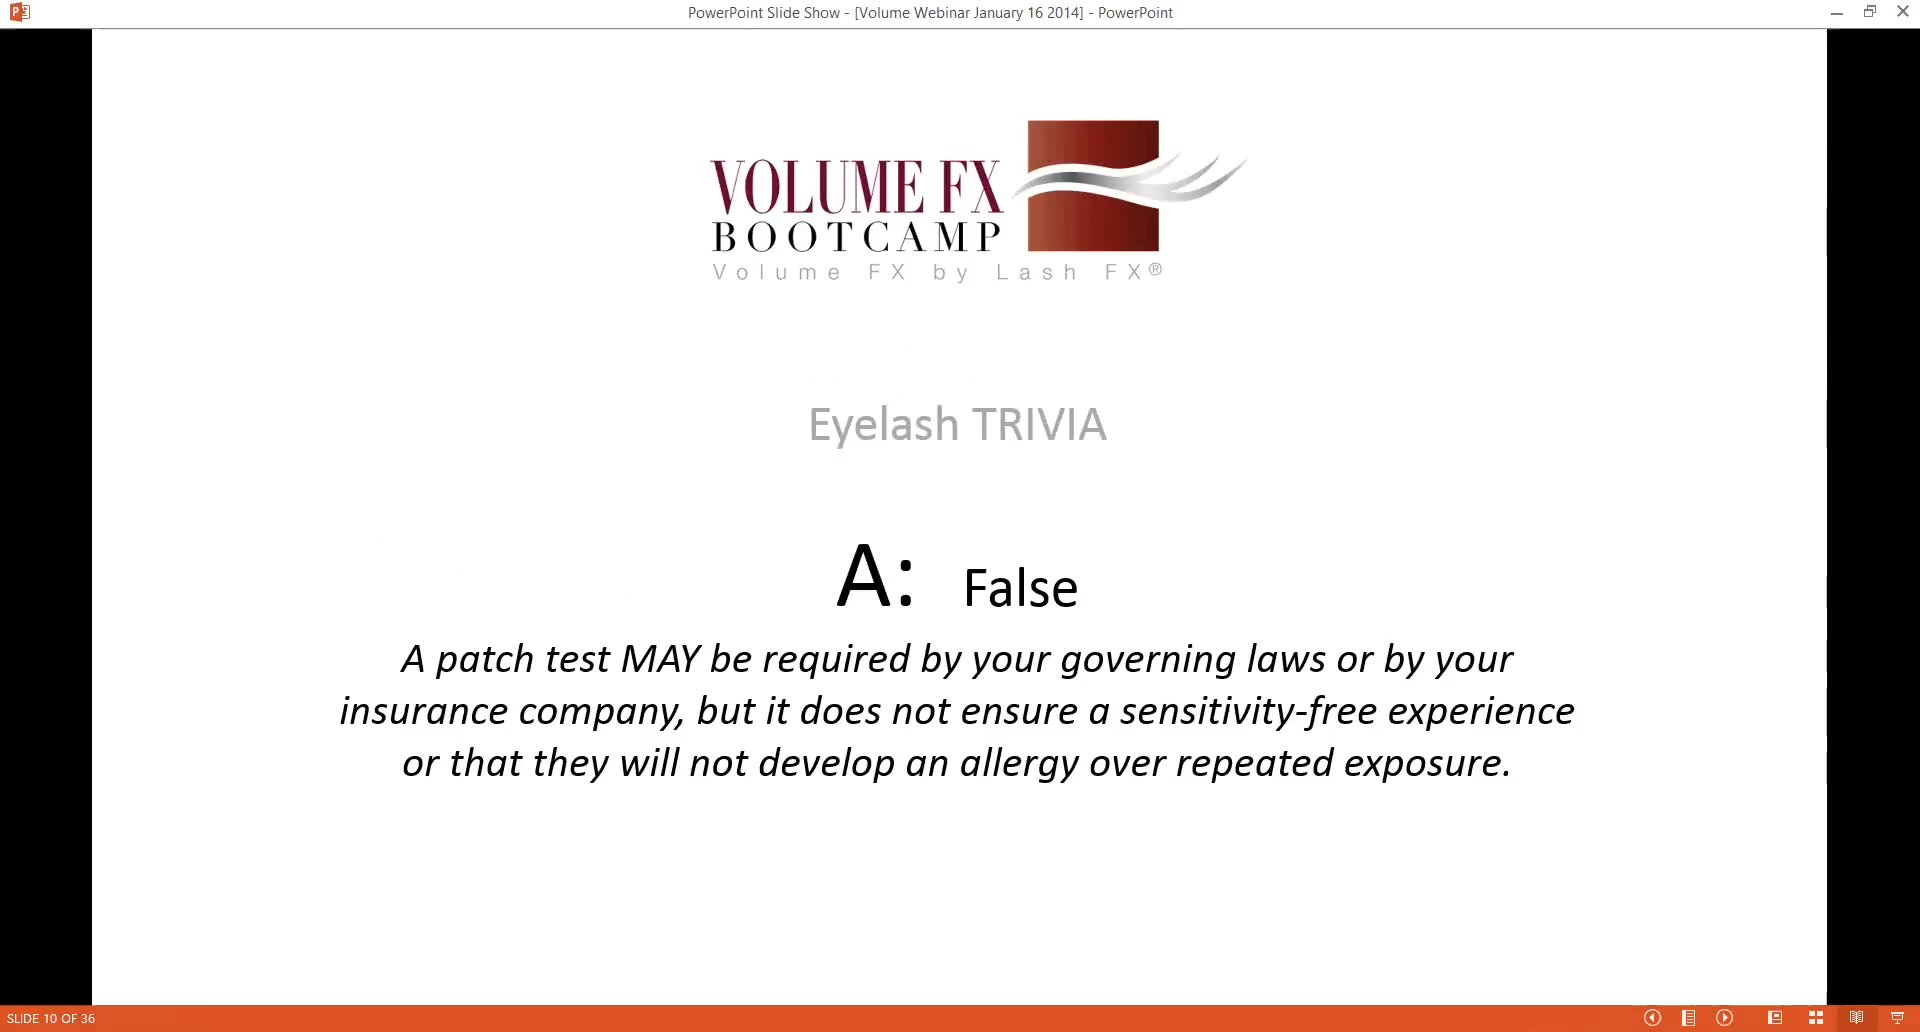 PowerPoint Slide Show - [Volume Webinar January 16 2014] - PowerPoint
VOLUME FX
BOOTCAMP
Volume FX by Lash FX®
Eyelash TRIVIA
A: False
A patch test MAY be required by your governing laws or by your
insurance company, but it does not ensure a sensitivity-free experience
or that they will not develop an allergy over repeated exposure.
SLIDE 10 OF 36